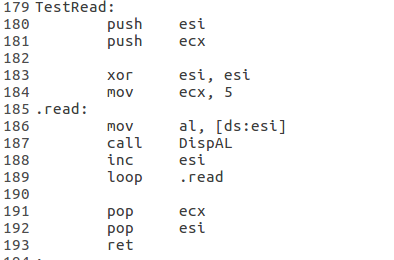 179 TestRead:
180 push esi
181 push ecx
182
183 xor esi, esi
184 mov ecx, 5
185 .read:
186 mov al, [ds:esi]
187 call DispAL
188 inc esi
189 loop .read
190
191 pop ecx
192 pop esi
193 ret